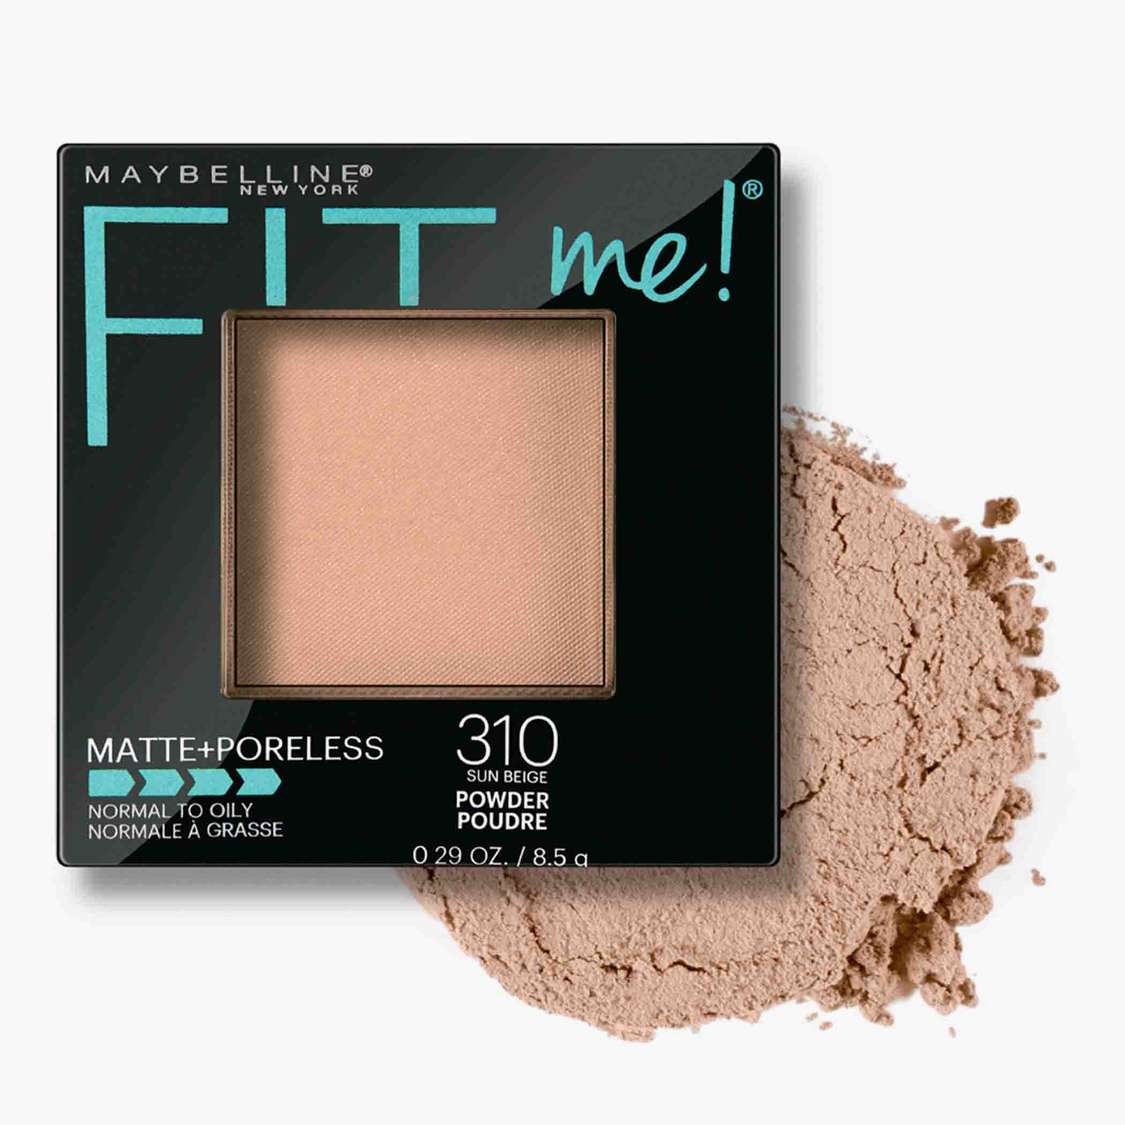 MAYBELLINE®
NEW YORK
FIT me!®
MATTE+PORELESS
NORMAL TO OILY
NORMALE À GRASSE
310
SUN BEIGE
POWDER
POUDRE
0 29 OZ. / 8.5 g